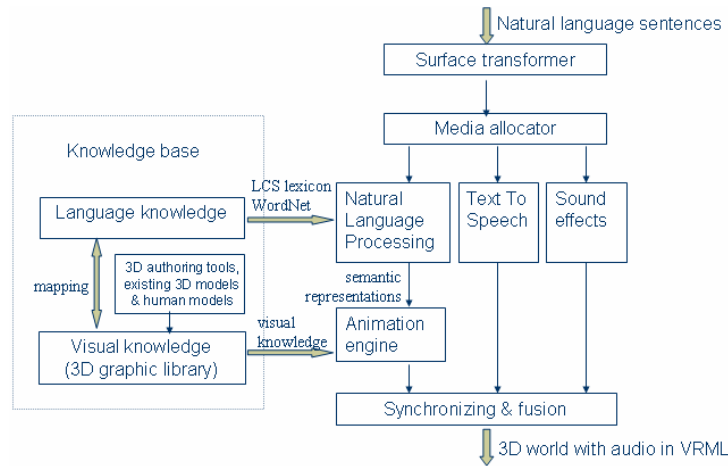 Natural language sentences
Surface transformer
Media allocator
Knowledge base
LCS lexicon
WordNet
Language knowledge
Natural
Language
Processing
Text To
Speech
Sound
effects
mapping
3D authoring tools,
existing 3D models
& human models
semantic
representations
visual
knowledge
Animation
engine
Visual knowledge
(3D graphic library)
Synchronizing & fusion
3D world with audio in VRML